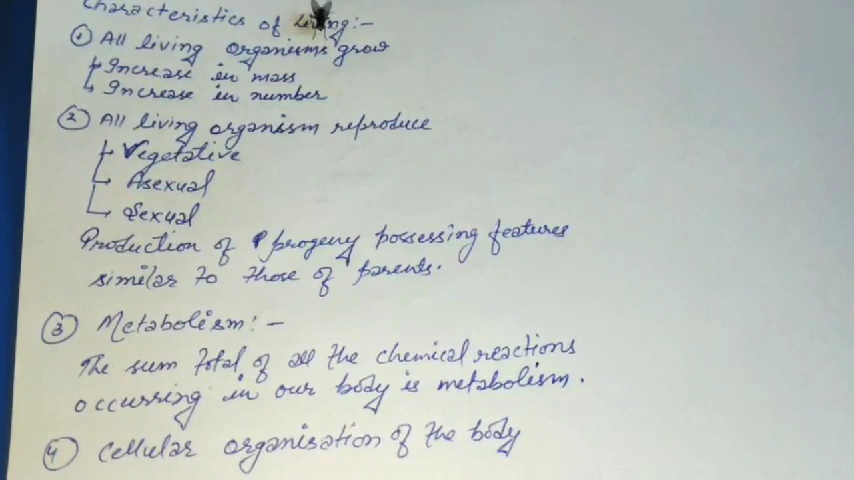 Characteristics of Living:-
① All living organisms grow
Increase in mass
Increase in number
② All living organism reproduce
Vegetative
Asexual
Sexual
Production of progeny possessing features
similar to those of parents.
③ Metabolism:-
The sum total of all the chemical reactions
occurring in our body is metabolism.
④ Cellular organisation of the body